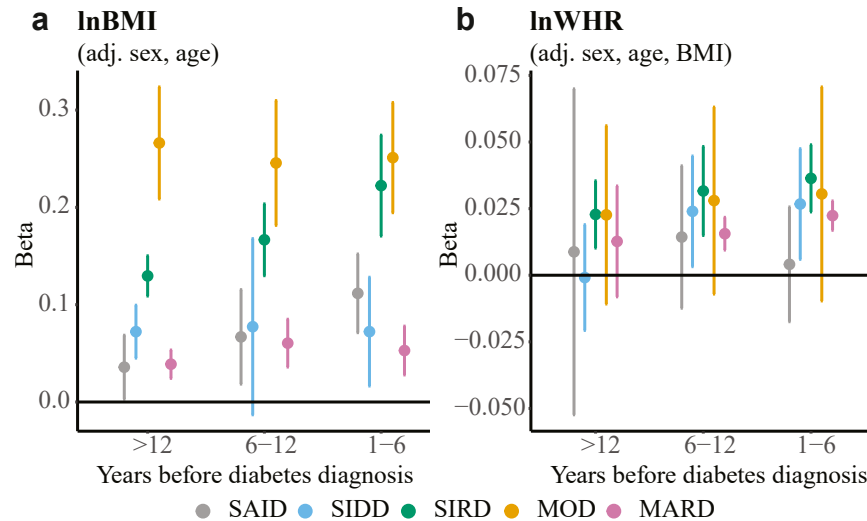 a lnBMI
(adj. sex, age)
0.3
0.2
0.1
0.0
Beta
>12 6−12 1−6
Years before diabetes diagnosis
b lnWHR
(adj. sex, age, BMI)
0.075
0.050
0.025
0.000
−0.025
−0.050
Beta
>12 6−12 1−6
Years before diabetes diagnosis
SAID SIDD SIRD MOD MARD